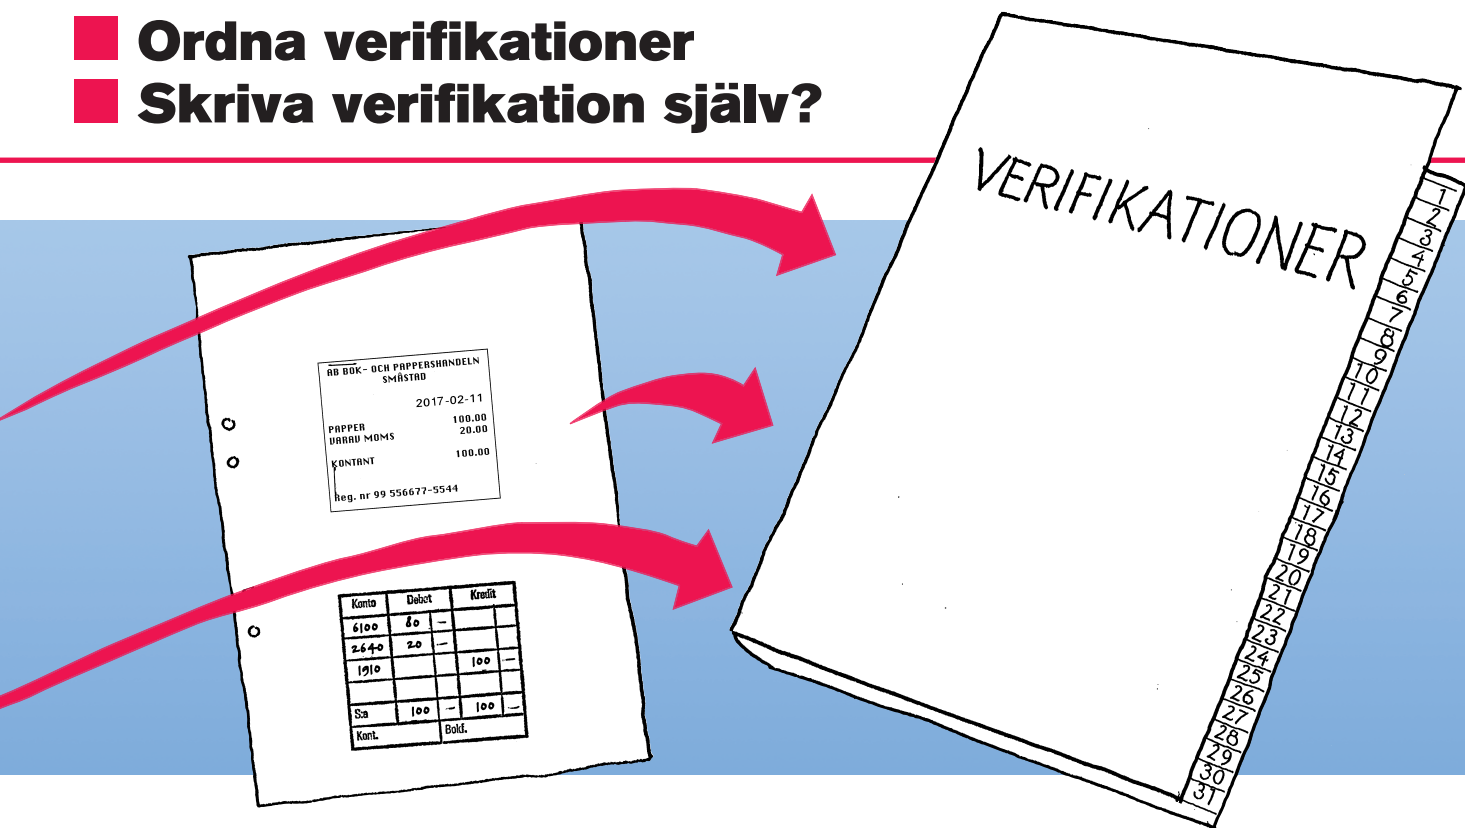 Ordna verifikationer
Skriva verifikation själv?
VERIFIKATIONER
1
2
3
4
5
6
7
8
9
10
11
12
13
14
15
16
17
18
19
20
21
22
23
24
25
26
27
28
29
30
31
AB BOK- OCH PAPPERSHANDELN
SMÅSTAD
2017-02-11
PAPPER 100.00
VARAV MOMS 20.00
KONTANT 100.00
Reg. nr 99 556677-5544
Konto Debet Kredit
6100 80 –
2640 20 –
1910 100 –
S:a 100 – 100 –
Kont. Bokf.